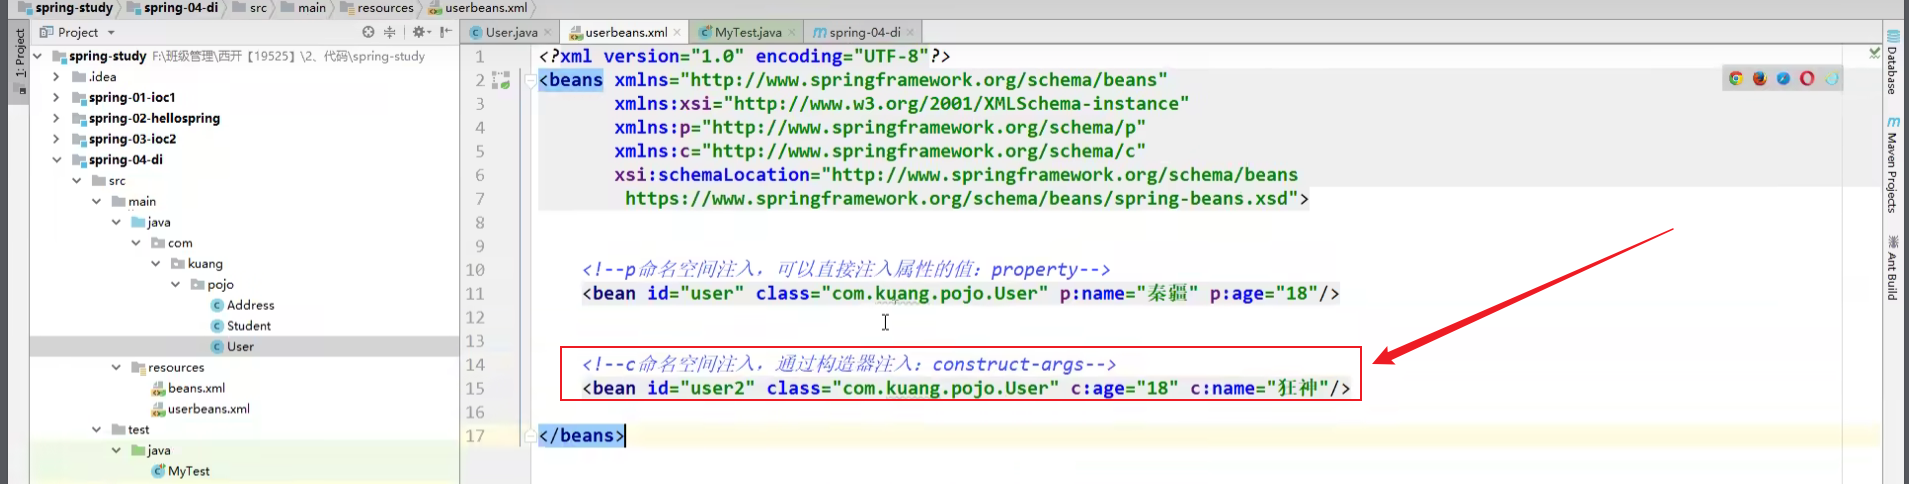 spring-study spring-04-di src main resources userbeans.xml
1: Project
Project
spring-study F:\班级管理\西开【19525】\2、代码\spring-study
.idea
spring-01-ioc1
spring-02-hellospring
spring-03-ioc2
spring-04-di
src
main
java
com
kuang
pojo
Address
Student
User
resources
beans.xml
userbeans.xml
test
java
MyTest
User.java userbeans.xml MyTest.java m spring-04-di
1 <?xml version="1.0" encoding="UTF-8"?>
2 <beans xmlns="http://www.springframework.org/schema/beans"
3 xmlns:xsi="http://www.w3.org/2001/XMLSchema-instance"
4 xmlns:p="http://www.springframework.org/schema/p"
5 xmlns:c="http://www.springframework.org/schema/c"
6 xsi:schemaLocation="http://www.springframework.org/schema/beans
7 https://www.springframework.org/schema/beans/spring-beans.xsd">
8
9
10 <!--p命名空间注入，可以直接注入属性的值：property-->
11 <bean id="user" class="com.kuang.pojo.User" p:name="秦疆" p:age="18"/>
12
13
14 <!--c命名空间注入，通过构造器注入：construct-args-->
15 <bean id="user2" class="com.kuang.pojo.User" c:age="18" c:name="狂神"/>
16
17 </beans>
Database
m Maven Projects
Ant Build